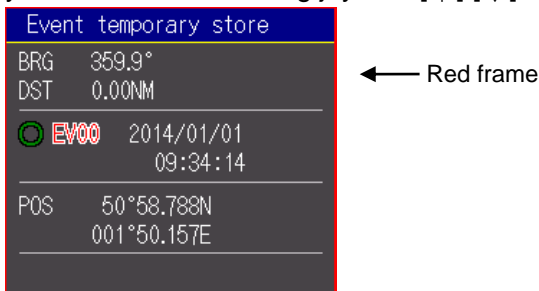 Event temporary store
BRG 359.9°
DST 0.00NM
Red frame
EV00 2014/01/01
09:34:14
POS 50°58.788N
001°50.157E